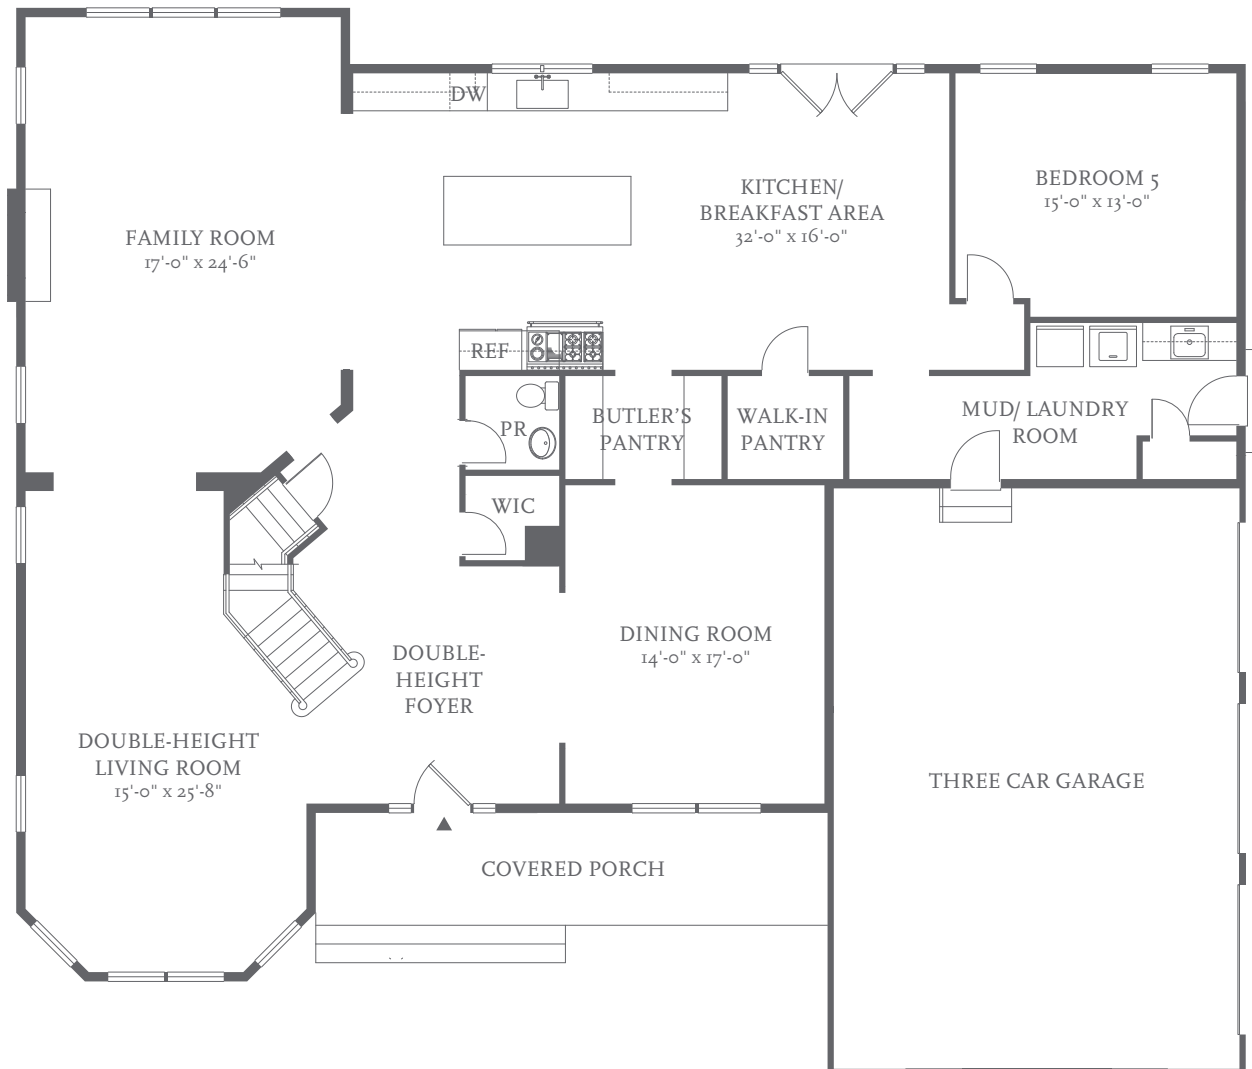 DW
FAMILY ROOM
17'-0" x 24'-6"
KITCHEN/
BREAKFAST AREA
32'-0" x 16'-0"
BEDROOM 5
15'-0" x 13'-0"
REF
PR
BUTLER'S
PANTRY
WALK-IN
PANTRY
MUD/ LAUNDRY
ROOM
WIC
DOUBLE-
HEIGHT
FOYER
DINING ROOM
14'-0" x 17'-0"
DOUBLE-HEIGHT
LIVING ROOM
15'-0" x 25'-8"
THREE CAR GARAGE
COVERED PORCH